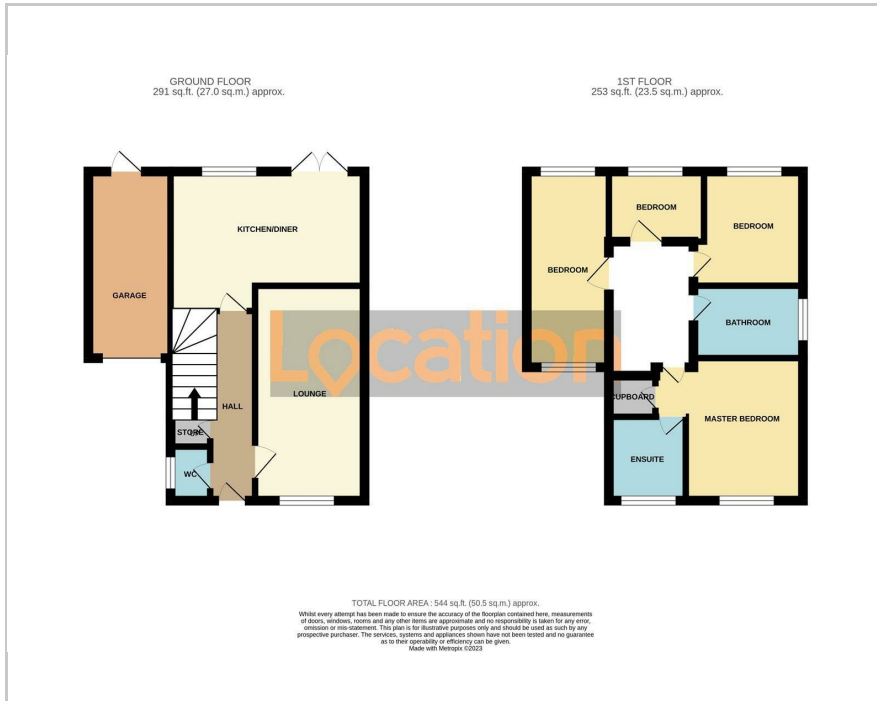 GROUND FLOOR
291 sq.ft. (27.0 sq.m.) approx.
1ST FLOOR
253 sq.ft. (23.5 sq.m.) approx.
KITCHEN/DINER
GARAGE
HALL
LOUNGE
STORE
WC
BEDROOM
BEDROOM
BEDROOM
BATHROOM
CUPBOARD
MASTER BEDROOM
ENSUITE
Location
TOTAL FLOOR AREA : 544 sq.ft. (50.5 sq.m.) approx.
Whilst every attempt has been made to ensure the accuracy of the floorplan contained here, measurements
of doors, windows, rooms and any other items are approximate and no responsibility is taken for any error,
omission or mis-statement. This plan is for illustrative purposes only and should be used as such by any
prospective purchaser. The services, systems and appliances shown have not been tested and no guarantee
as to their operability or efficiency can be given.
Made with Metropix ©2023